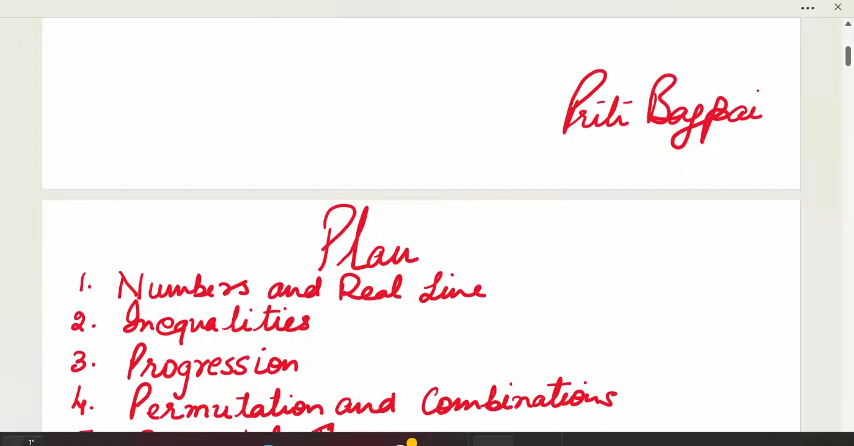 Priti Bajpai
Plan
1. Numbers and Real Line
2. Inequalities
3. Progression
4. Permutation and Combinations